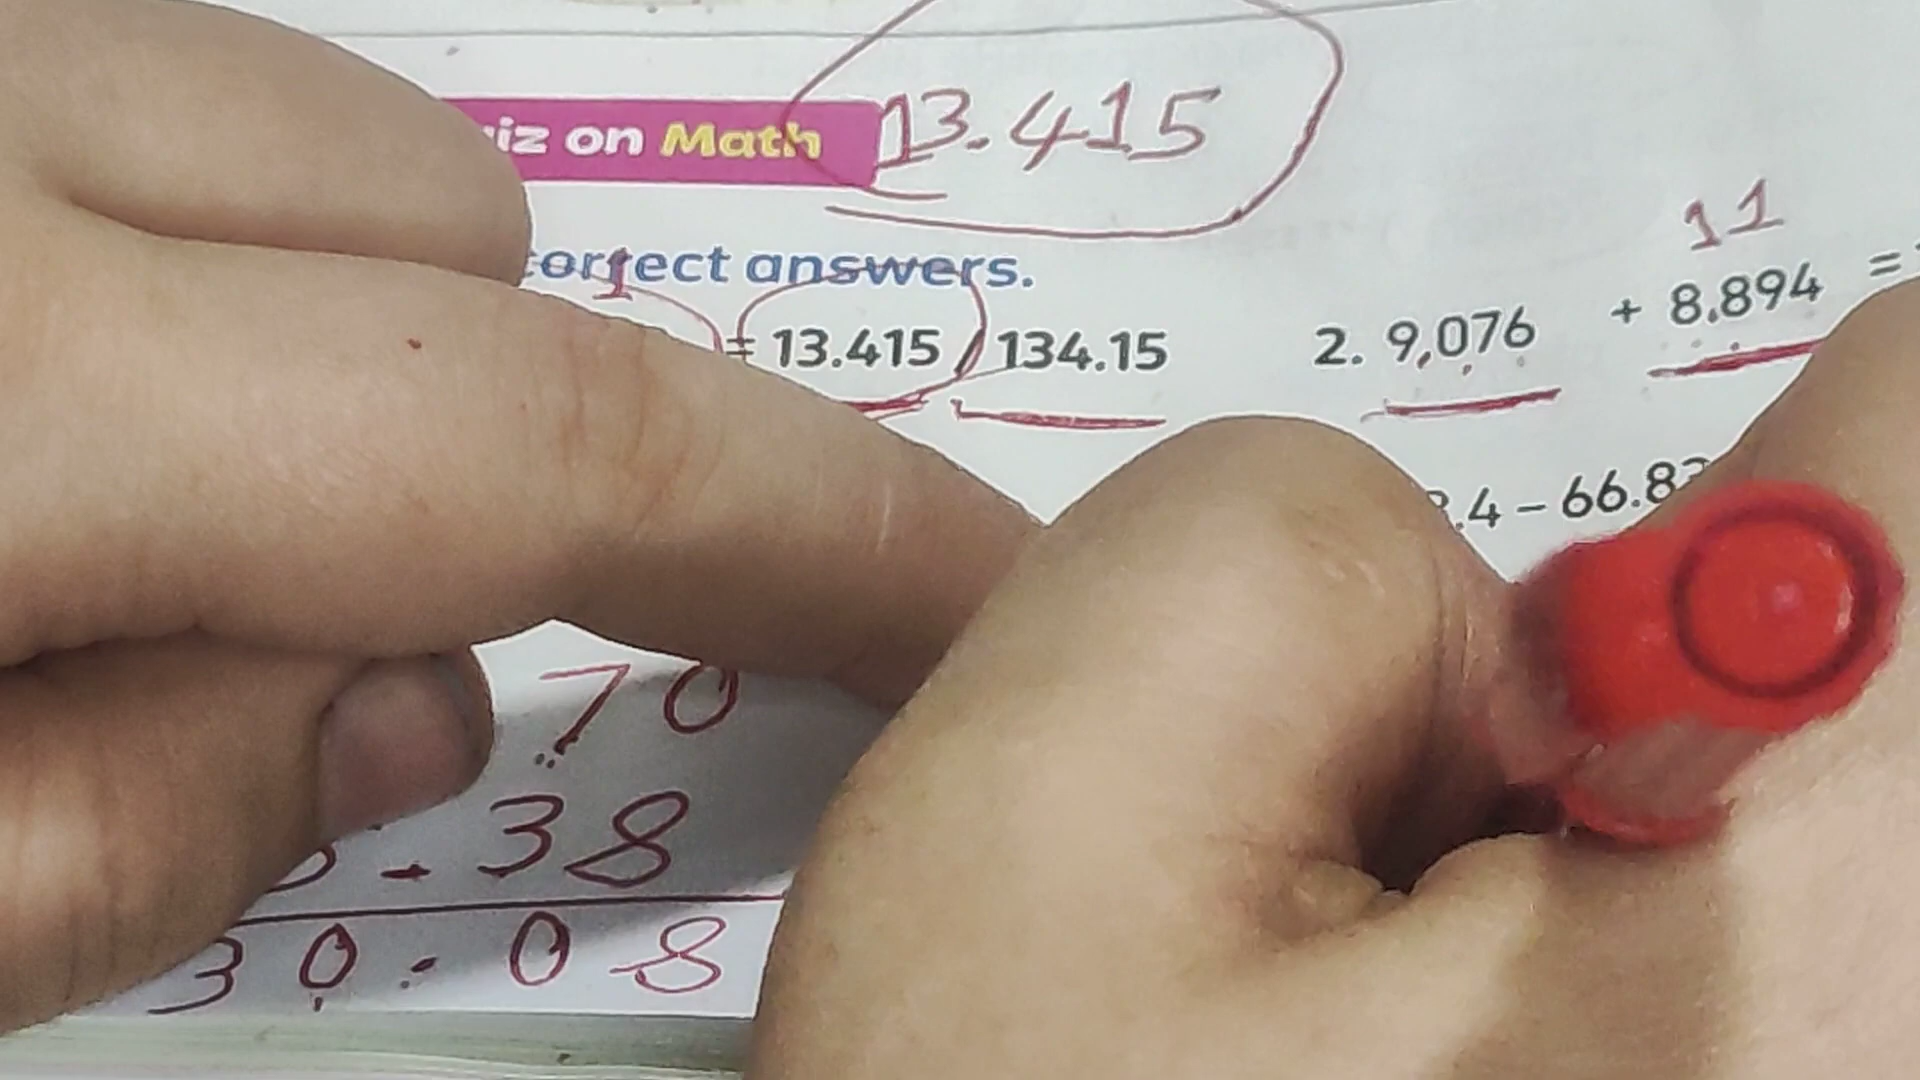 on Math 13.415
correct answers.
1
= 13.415 / 134.15
11
2. 9,076 + 8,894 =
.4 – 66.8
70
. 38
30.08